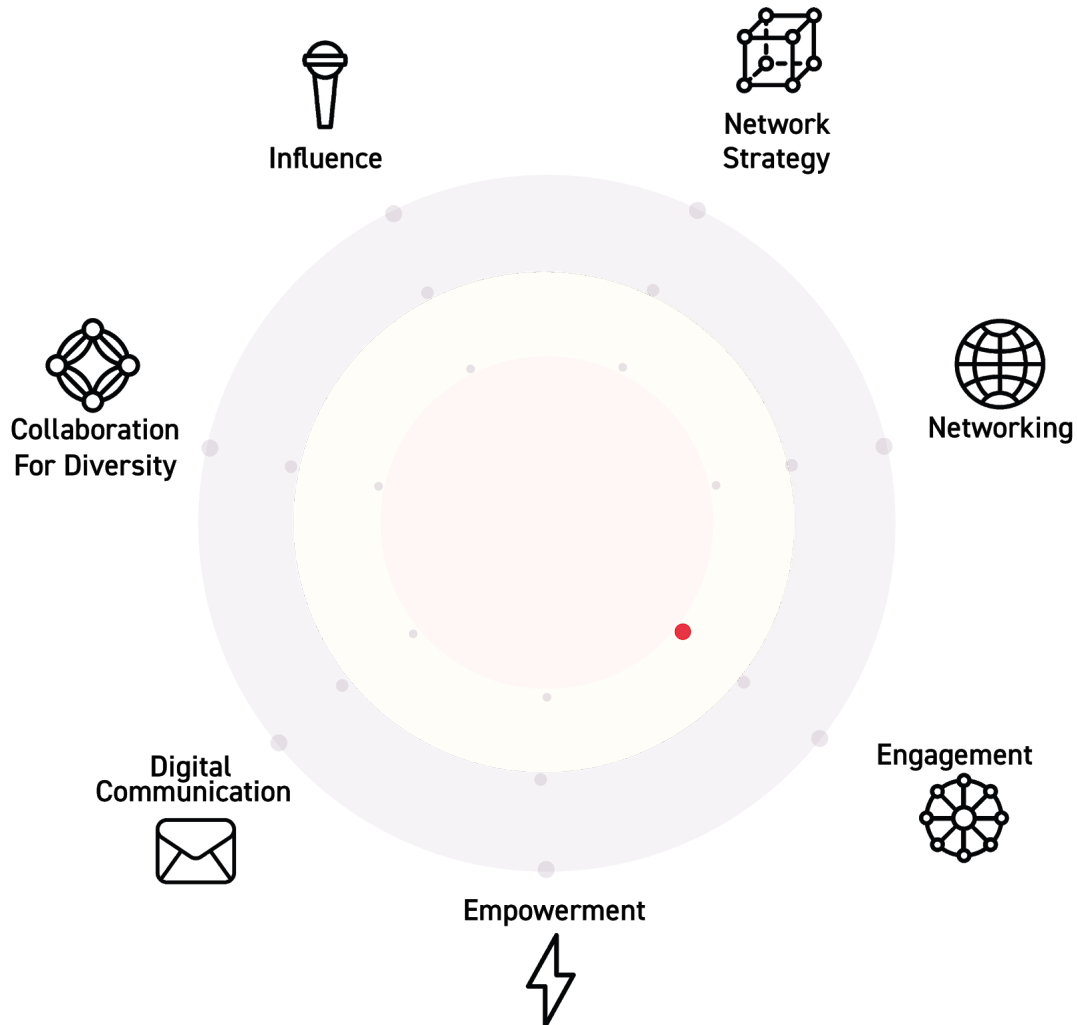 Influence
Network
Strategy
Collaboration
For Diversity
Networking
Digital
Communication
Engagement
Empowerment